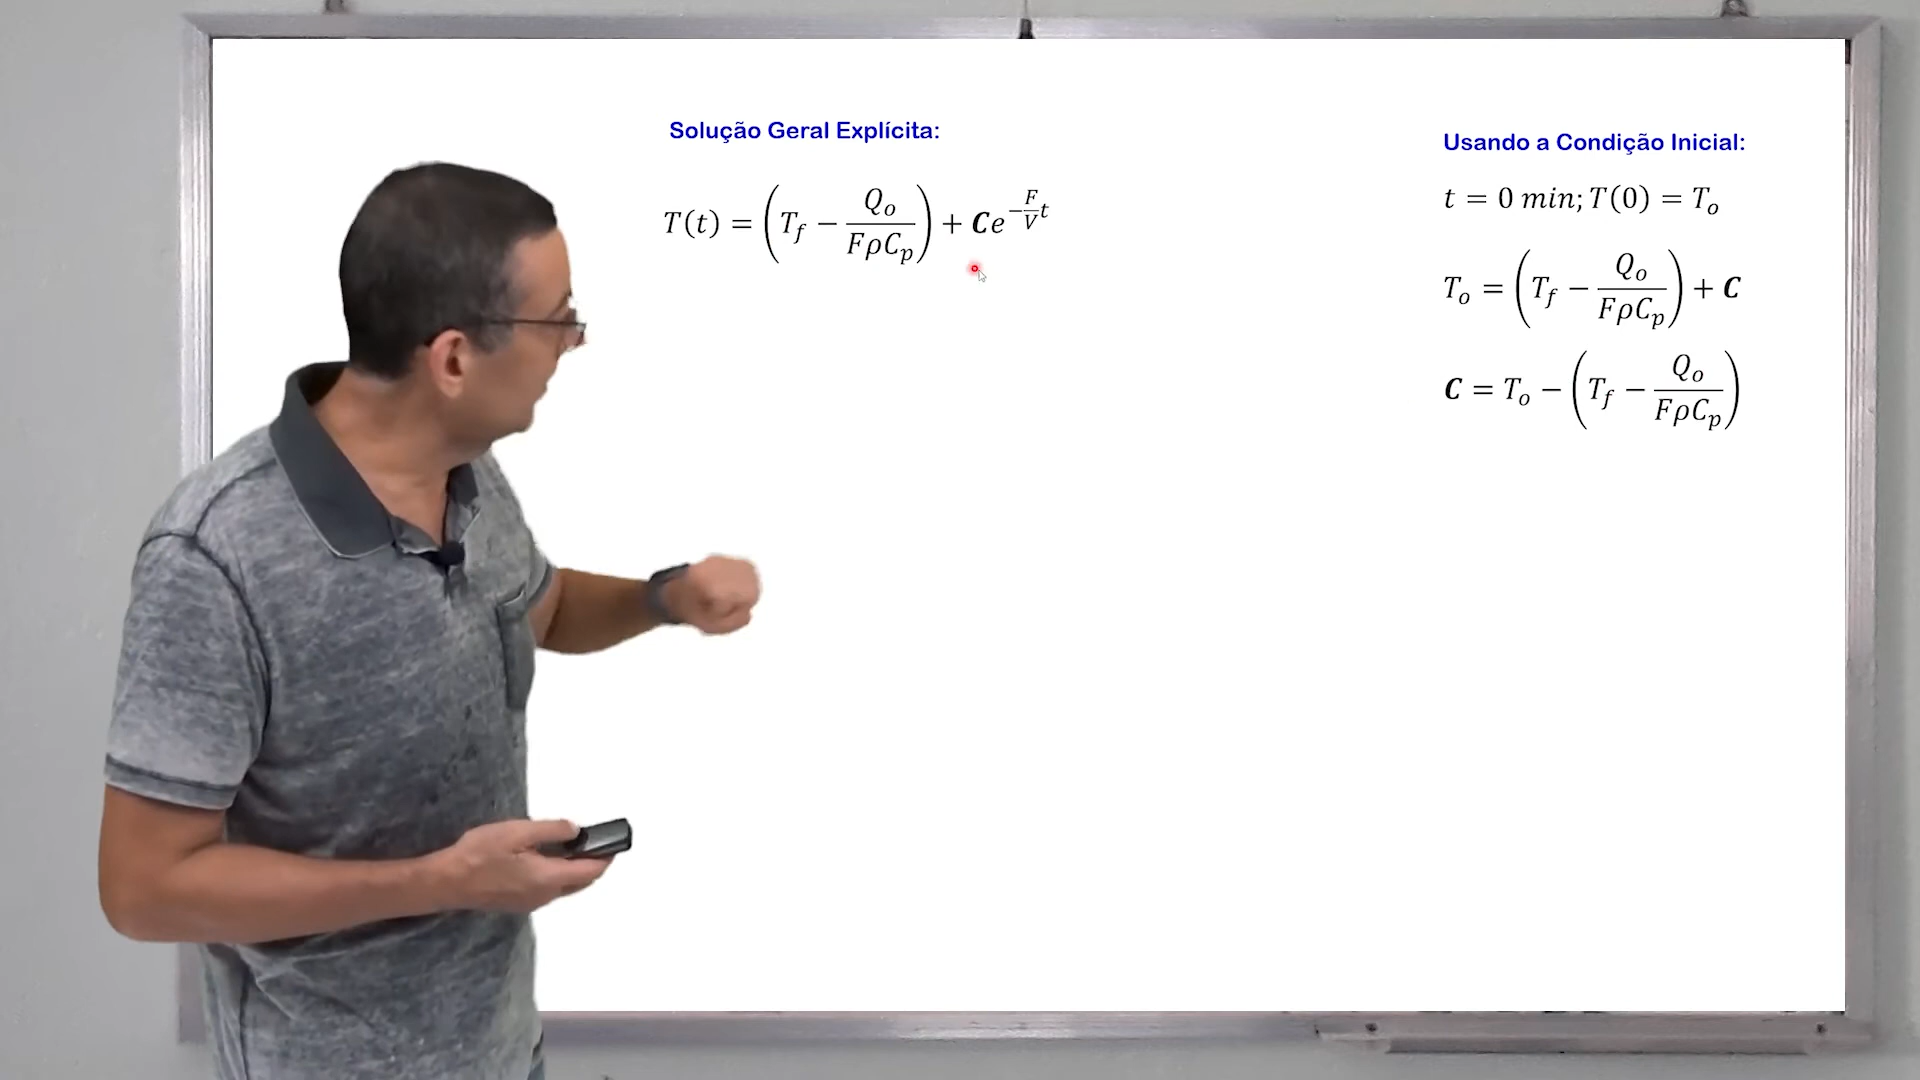 Solução Geral Explícita:
T(t) = (T_f − Q_o / FρC_p) + Ce^(−F/V t)
Usando a Condição Inicial:
t = 0 min; T(0) = T_o
T_o = (T_f − Q_o / FρC_p) + C
C = T_o − (T_f − Q_o / FρC_p)